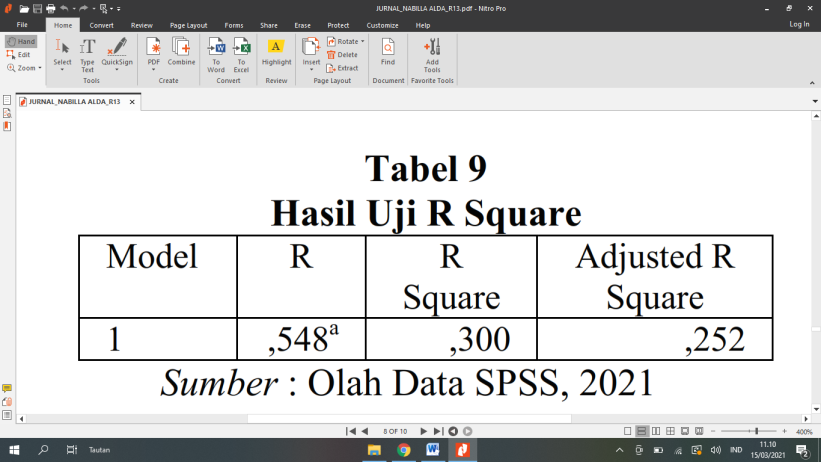 JURNAL_NABILLA ALDA_R13.pdf - Nitro Pro
File Home Convert Review Page Layout Forms Share Erase Protect Customize Help Log In
Hand
Edit
Zoom
Select
Type Text
QuickSign
Tools
PDF
Combine
Create
To Word
To Excel
Convert
Highlight
Review
Insert
Rotate
Delete
Extract
Page Layout
Find
Document
Add Tools
Favorite Tools
JURNAL_NABILLA ALDA_R13 ×
Tabel 9
Hasil Uji R Square
Model R R Square Adjusted R Square
1 ,548a ,300 ,252
Sumber : Olah Data SPSS, 2021
8 OF 10
400%
Tautan
IND
11.10
15/03/2021
2